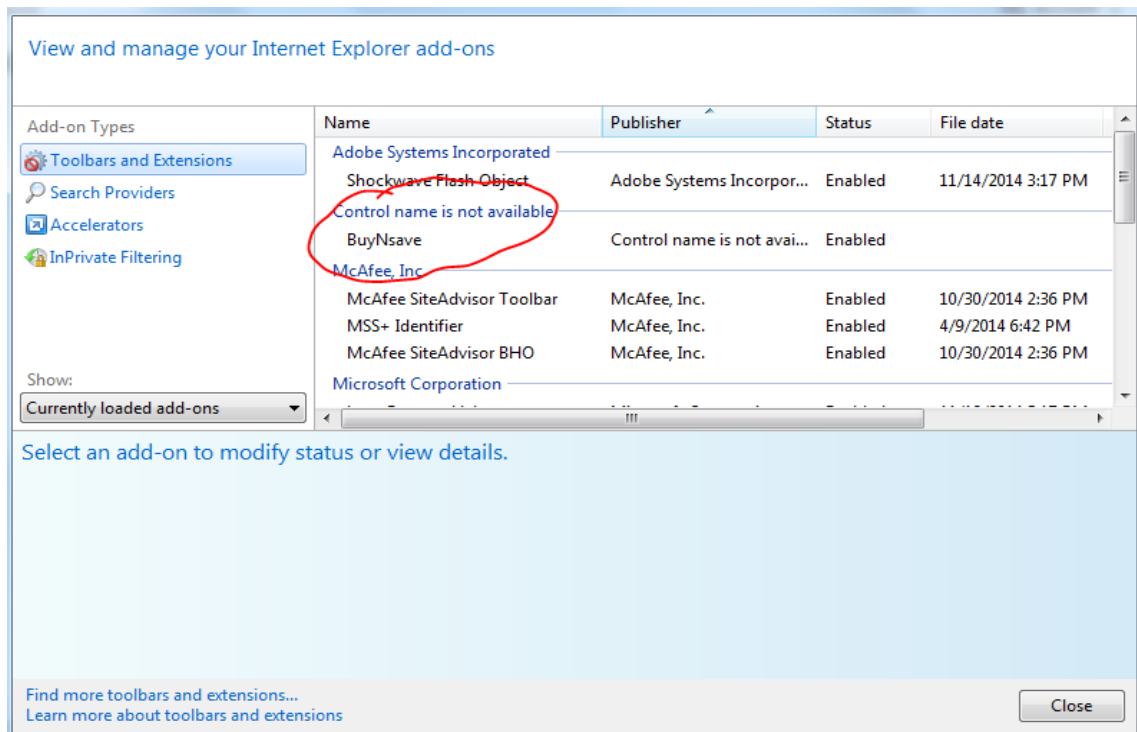 View and manage your Internet Explorer add-ons
Add-on Types
Toolbars and Extensions
Search Providers
Accelerators
InPrivate Filtering
Show:
Currently loaded add-ons
Name Publisher Status File date
Adobe Systems Incorporated
Shockwave Flash Object Adobe Systems Incorpor... Enabled 11/14/2014 3:17 PM
Control name is not available
BuyNsave Control name is not avai... Enabled
McAfee, Inc.
McAfee SiteAdvisor Toolbar McAfee, Inc. Enabled 10/30/2014 2:36 PM
MSS+ Identifier McAfee, Inc. Enabled 4/9/2014 6:42 PM
McAfee SiteAdvisor BHO McAfee, Inc. Enabled 10/30/2014 2:36 PM
Microsoft Corporation
Select an add-on to modify status or view details.
Find more toolbars and extensions...
Learn more about toolbars and extensions
Close